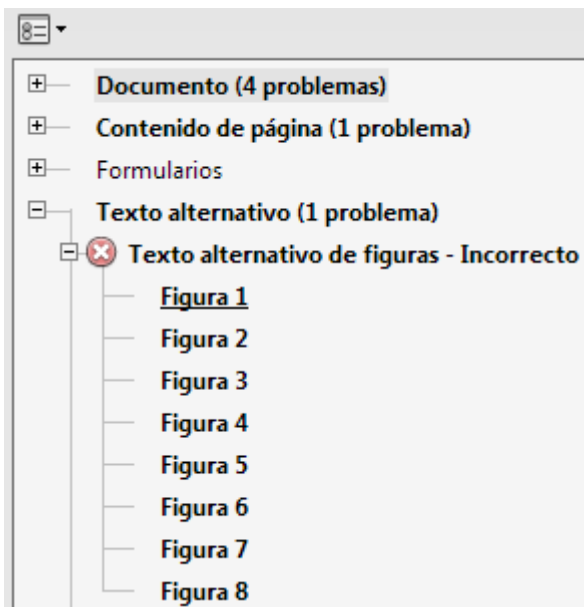 Documento (4 problemas)
Contenido de página (1 problema)
Formularios
Texto alternativo (1 problema)
Texto alternativo de figuras - Incorrecto
Figura 1
Figura 2
Figura 3
Figura 4
Figura 5
Figura 6
Figura 7
Figura 8